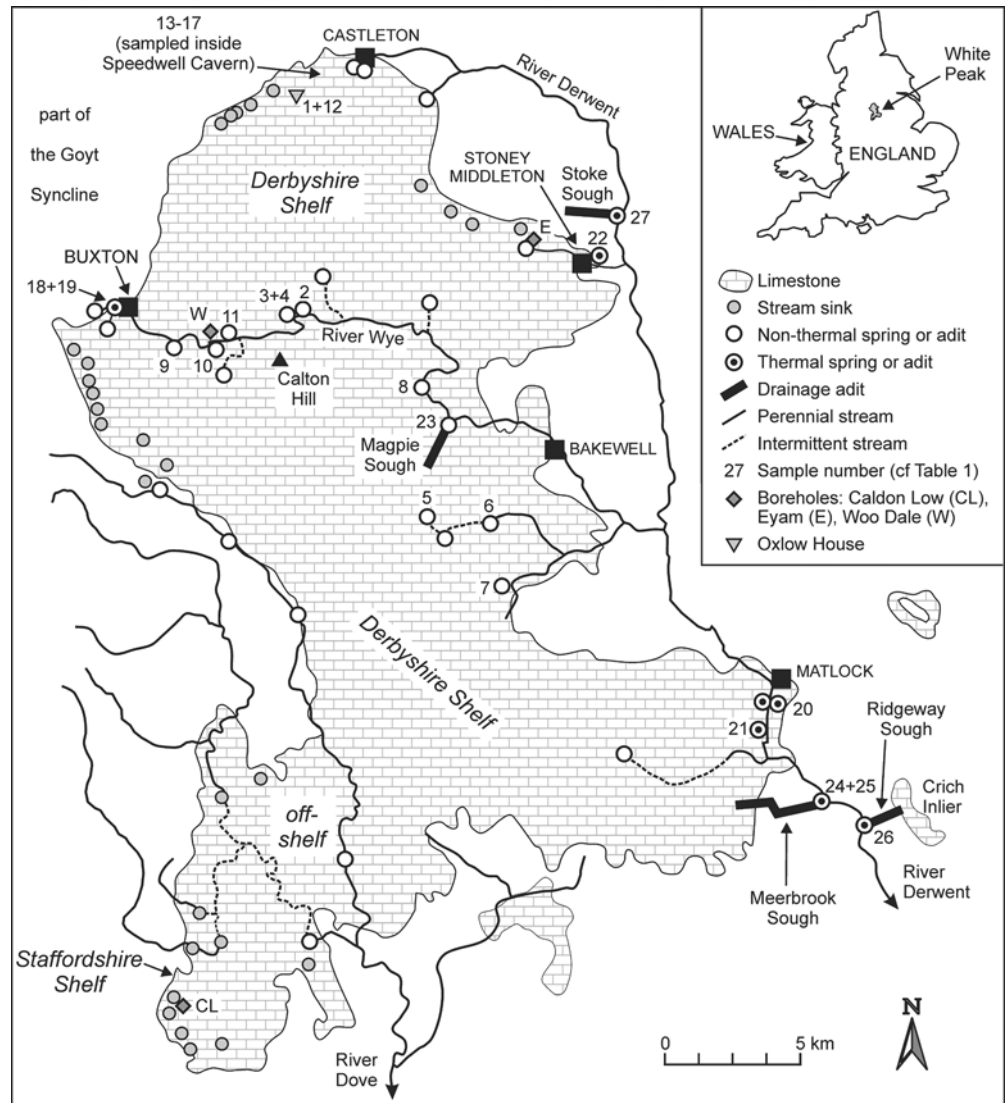 13-17
(sampled inside
Speedwell Cavern)
CASTLETON
River Derwent
1+12
part of
the Goyt
Syncline
Derbyshire
Shelf
STONEY
MIDDLETON
Stoke
Sough
27
E
22
BUXTON
18+19
W
11
3+4
2
River Wye
9
10
Calton
Hill
8
23
Magpie
Sough
BAKEWELL
5
6
7
Derbyshire
Shelf
MATLOCK
20
21
Ridgeway
Sough
24+25
Crich
Inlier
26
River
Derwent
Meerbrook
Sough
off-
shelf
Staffordshire
Shelf
CL
River
Dove
0
5 km
N
White
Peak
WALES
ENGLAND
Limestone
Stream sink
Non-thermal spring or adit
Thermal spring or adit
Drainage adit
Perennial stream
Intermittent stream
27 Sample number (cf Table 1)
Boreholes: Caldon Low (CL),
Eyam (E), Woo Dale (W)
Oxlow House